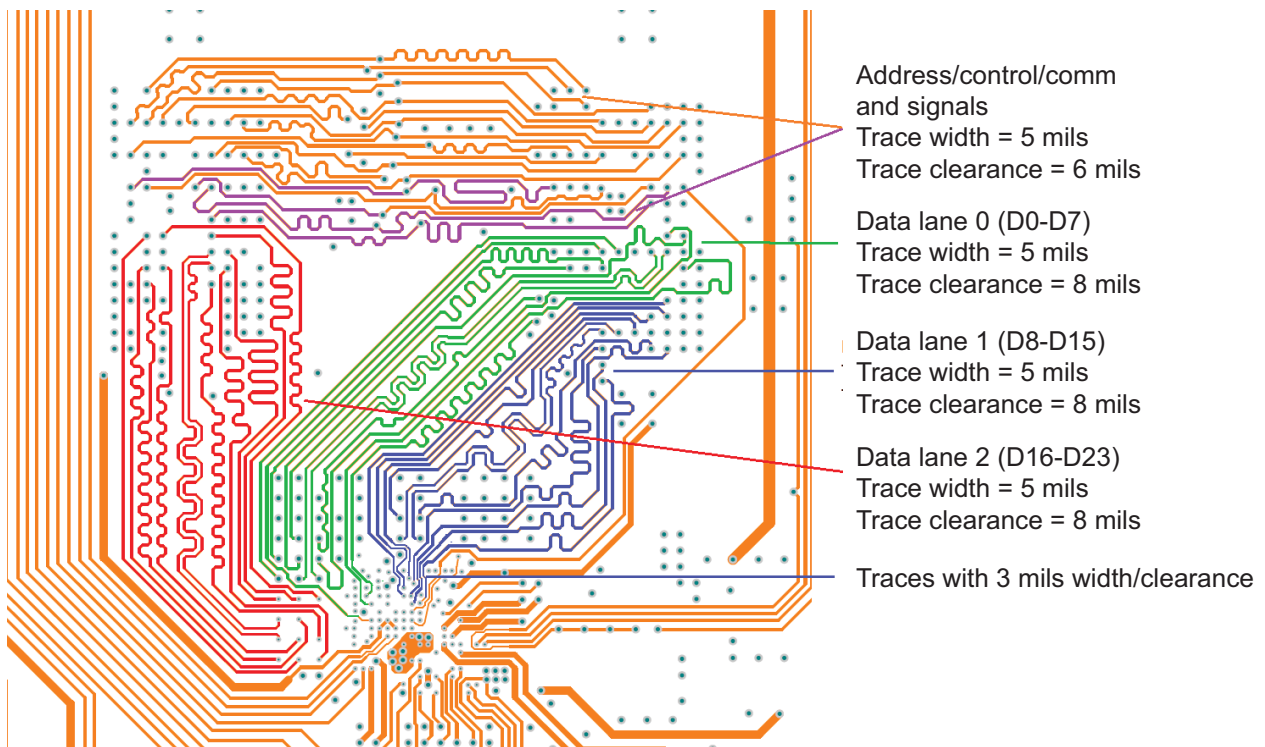 Address/control/comm
and signals
Trace width = 5 mils
Trace clearance = 6 mils
Data lane 0 (D0-D7)
Trace width = 5 mils
Trace clearance = 8 mils
Data lane 1 (D8-D15)
Trace width = 5 mils
Trace clearance = 8 mils
Data lane 2 (D16-D23)
Trace width = 5 mils
Trace clearance = 8 mils
Traces with 3 mils width/clearance